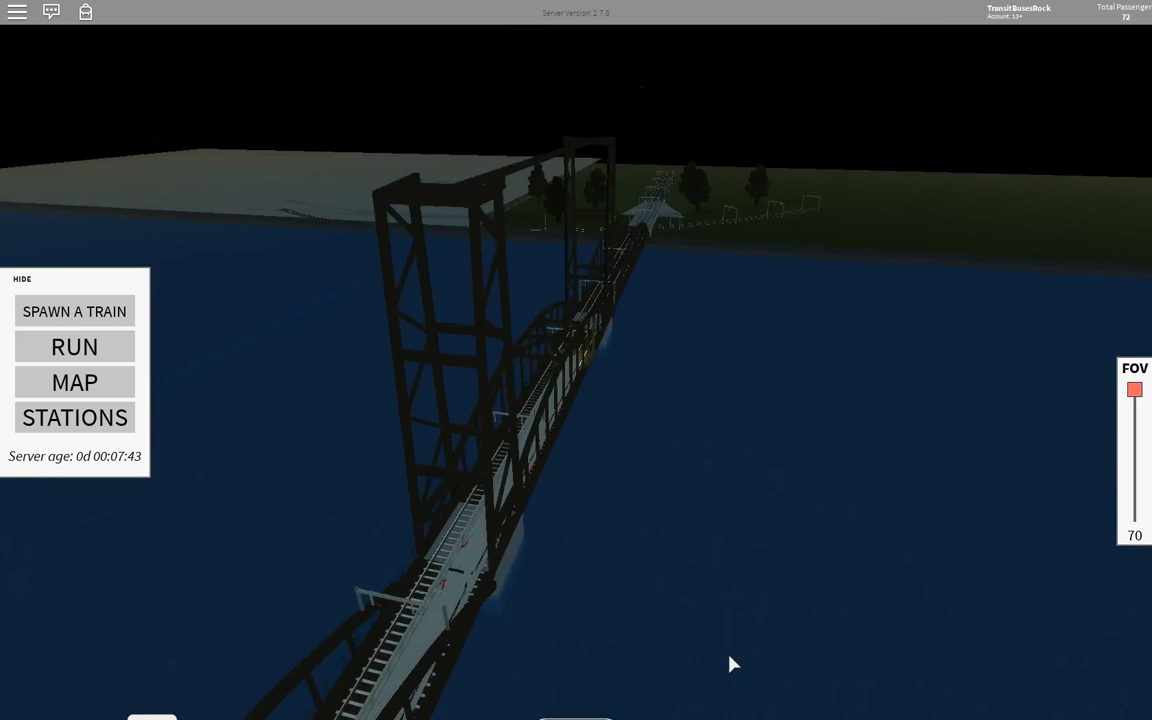 Server Version: 2.7.8
TransitBusesRock
Account: 13+
Total Passenger
72
HIDE
SPAWN A TRAIN
RUN
MAP
STATIONS
Server age: 0d 00:07:43
FOV
70